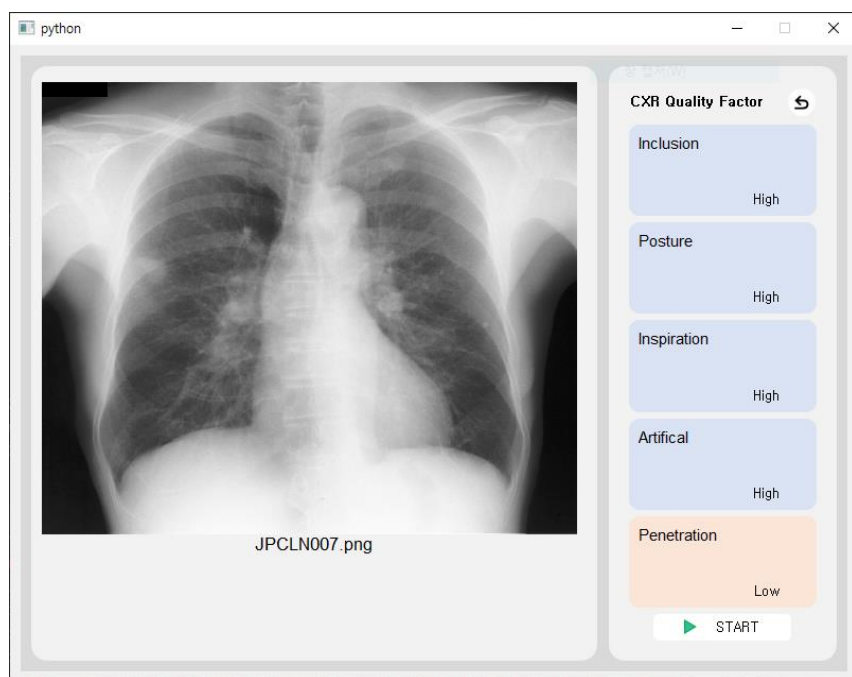 python
CXR Quality Factor
Inclusion
High
Posture
High
Inspiration
High
Artifical
High
Penetration
Low
START
JPCLN007.png